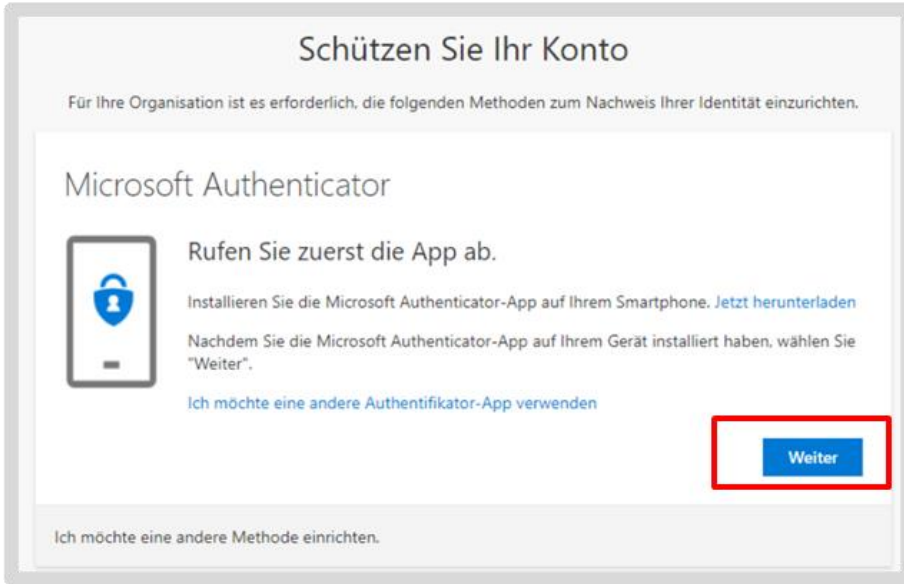 Schützen Sie Ihr Konto
Für Ihre Organisation ist es erforderlich, die folgenden Methoden zum Nachweis Ihrer Identität einzurichten.
Microsoft Authenticator
Rufen Sie zuerst die App ab.
Installieren Sie die Microsoft Authenticator-App auf Ihrem Smartphone. Jetzt herunterladen
Nachdem Sie die Microsoft Authenticator-App auf Ihrem Gerät installiert haben, wählen Sie
"Weiter".
Ich möchte eine andere Authentifikator-App verwenden
Weiter
Ich möchte eine andere Methode einrichten.